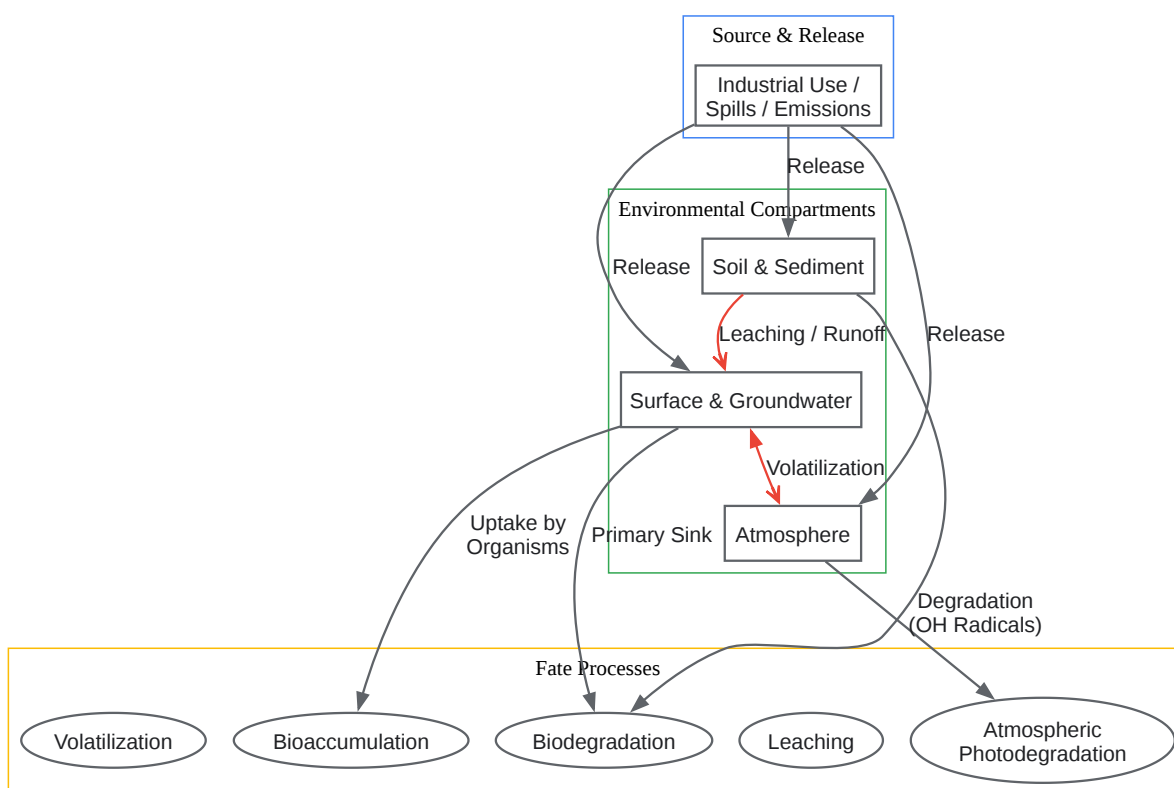 Source & Release
Industrial Use /
Spills / Emissions
Release
Environmental Compartments
Release
Soil & Sediment
Leaching / Runoff
Release
Surface & Groundwater
Volatilization
Uptake by
Organisms
Primary Sink
Atmosphere
Degradation
(OH Radicals)
Fate Processes
Volatilization
Bioaccumulation
Biodegradation
Leaching
Atmospheric
Photodegradation